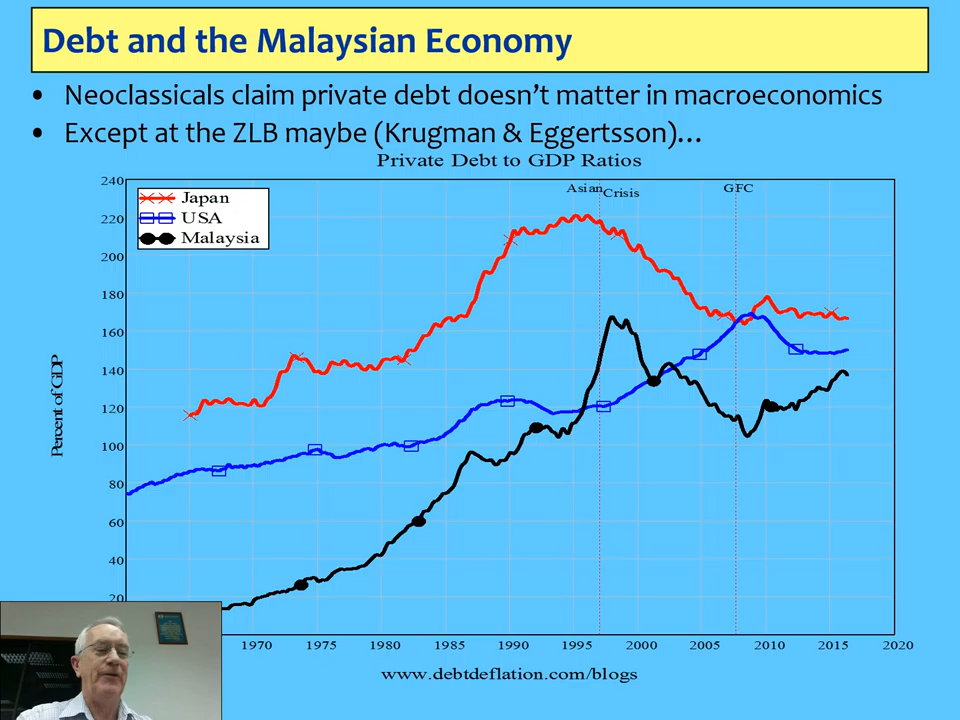 Debt and the Malaysian Economy
• Neoclassicals claim private debt doesn't matter in macroeconomics
• Except at the ZLB maybe (Krugman & Eggertsson)…
Private Debt to GDP Ratios
Asian Crisis
GFC
Japan
USA
Malaysia
240
220
200
180
160
140
120
100
80
60
40
20
Percent of GDP
1970 1975 1980 1985 1990 1995 2000 2005 2010 2015 2020
www.debtdeflation.com/blogs